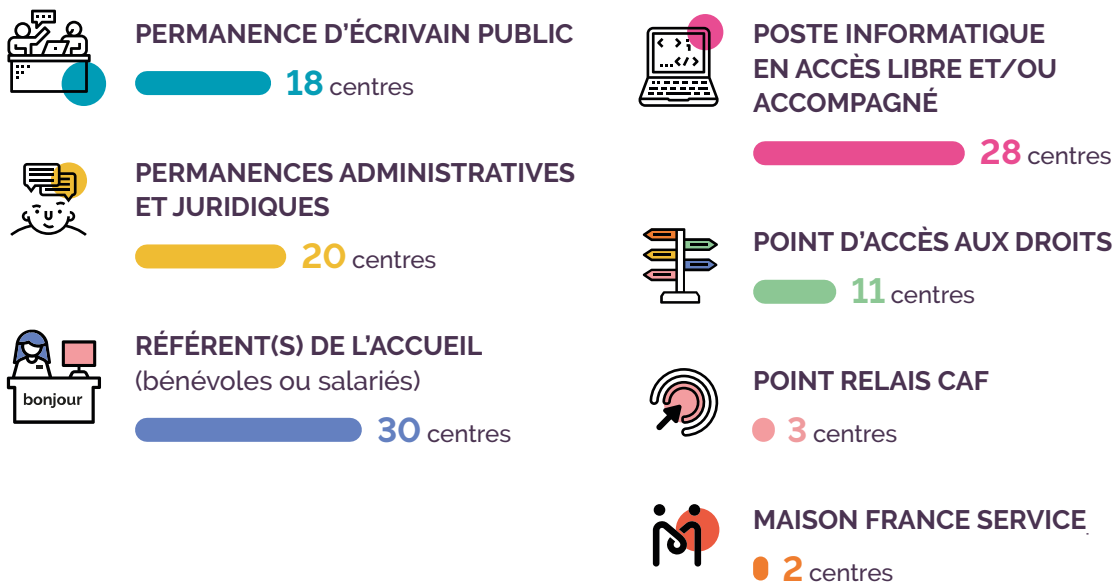 PERMANENCE D'ÉCRIVAIN PUBLIC
18 centres
PERMANENCES ADMINISTRATIVES
ET JURIDIQUES
20 centres
RÉFÉRENT(S) DE L'ACCUEIL
(bénévoles ou salariés)
bonjour
30 centres
POSTE INFORMATIQUE
EN ACCÈS LIBRE ET/OU
ACCOMPAGNÉ
28 centres
POINT D'ACCÈS AUX DROITS
11 centres
POINT RELAIS CAF
3 centres
MAISON FRANCE SERVICE
2 centres